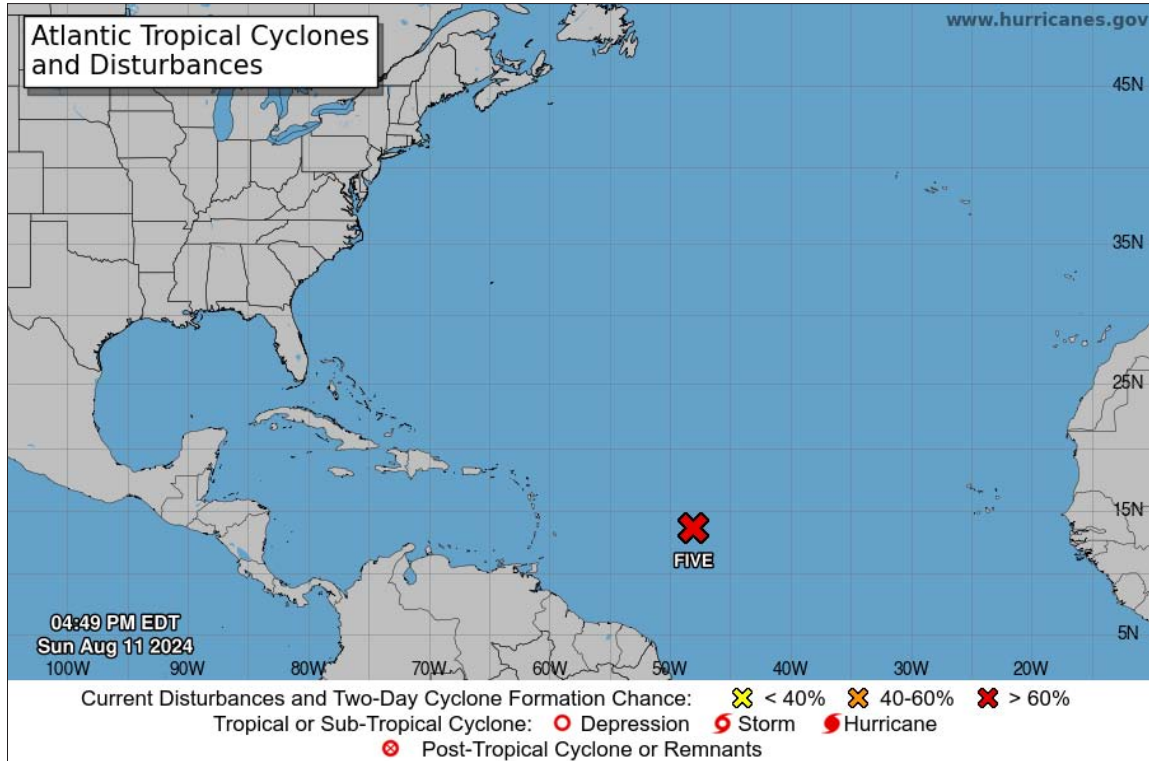 www.hurricanes.gov
Atlantic Tropical Cyclones
and Disturbances
45N
35N
25N
15N
FIVE
5N
04:49 PM EDT
Sun Aug 11 2024
100W 90W 80W 70W 60W 50W 40W 30W 20W
Current Disturbances and Two-Day Cyclone Formation Chance: < 40% 40-60% > 60%
Tropical or Sub-Tropical Cyclone: Depression Storm Hurricane
Post-Tropical Cyclone or Remnants